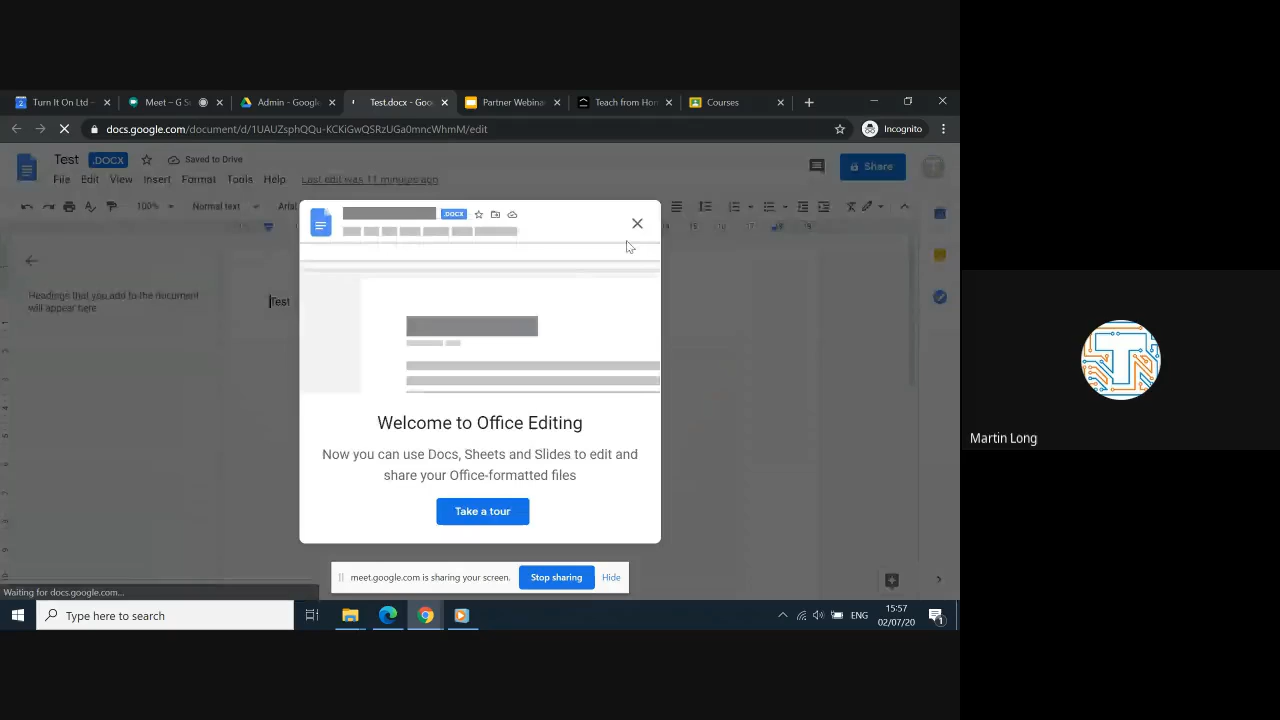 Turn It On Ltd -
Meet – G S
Admin - Google
Test.docx - Goo
Partner Webina
Teach from Hom
Courses
docs.google.com/document/d/1UAUZsphQQu-KCKiGwQSRzUGa0mncWhmM/edit
Incognito
Test
.DOCX
Saved to Drive
Share
File Edit View Insert Format Tools Help Last edit was 11 minutes ago
100% Normal text Arial
.DOCX
Headings that you add to the document
will appear here
Test
Welcome to Office Editing
Now you can use Docs, Sheets and Slides to edit and
share your Office-formatted files
Take a tour
meet.google.com is sharing your screen.
Stop sharing
Hide
Waiting for docs.google.com...
Type here to search
ENG
15:57
02/07/20
Martin Long